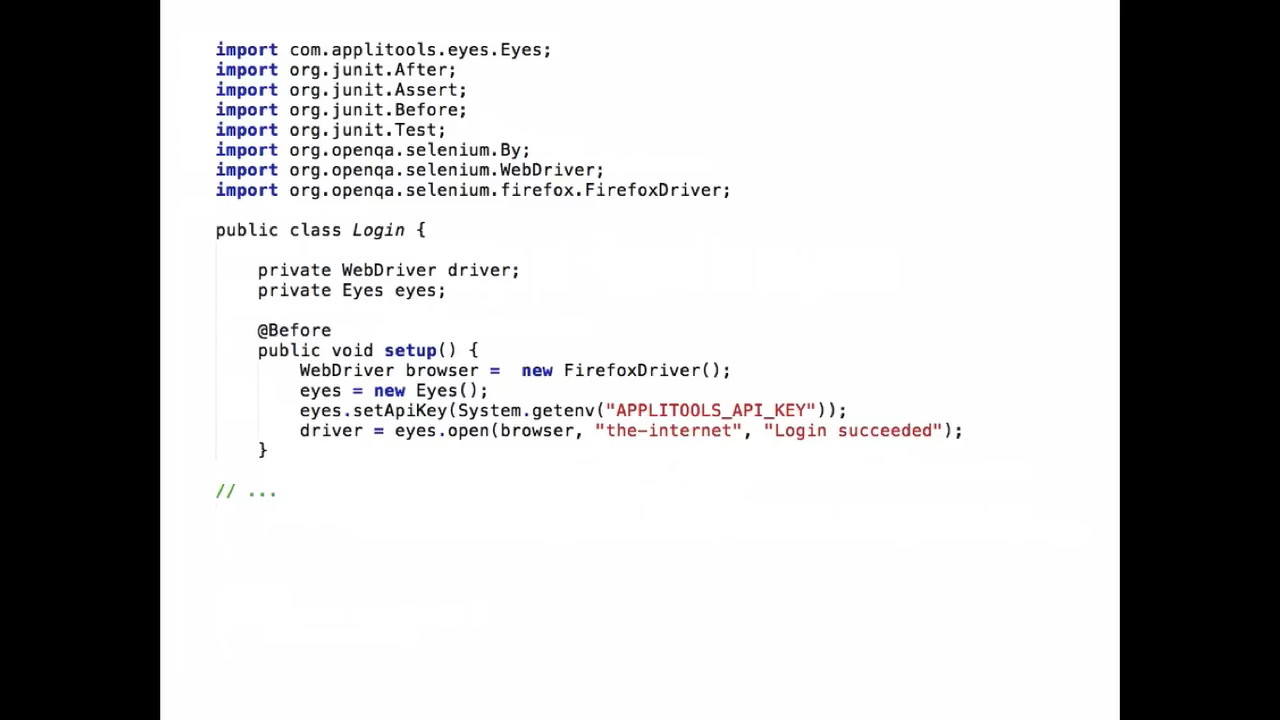 import com.applitools.eyes.Eyes;
import org.junit.After;
import org.junit.Assert;
import org.junit.Before;
import org.junit.Test;
import org.openqa.selenium.By;
import org.openqa.selenium.WebDriver;
import org.openqa.selenium.firefox.FirefoxDriver;

public class Login {

    private WebDriver driver;
    private Eyes eyes;

    @Before
    public void setup() {
        WebDriver browser =  new FirefoxDriver();
        eyes = new Eyes();
        eyes.setApiKey(System.getenv("APPLITOOLS_API_KEY"));
        driver = eyes.open(browser, "the-internet", "Login succeeded");
    }

// ...